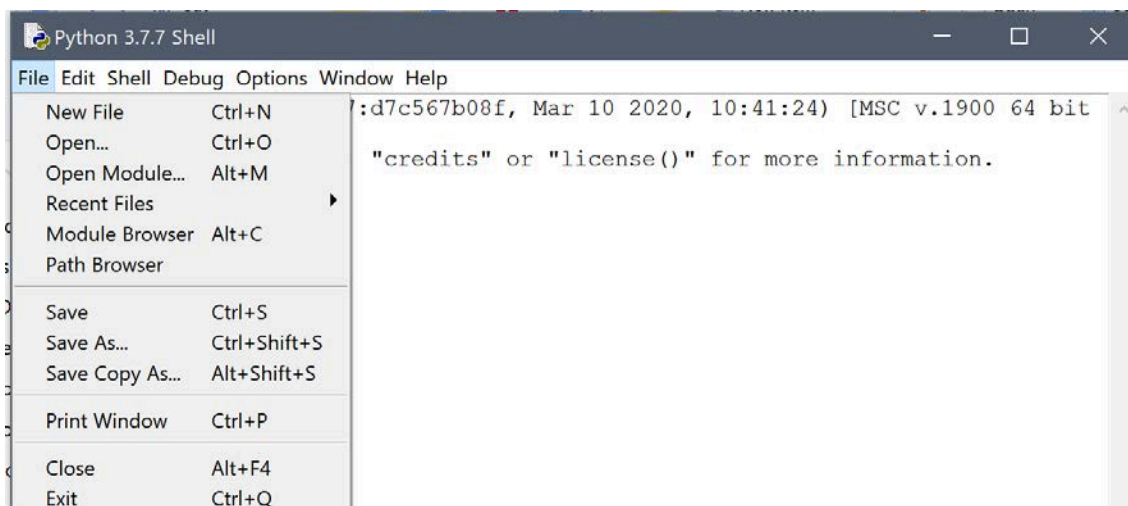 Python 3.7.7 Shell
File Edit Shell Debug Options Window Help
:d7c567b08f, Mar 10 2020, 10:41:24) [MSC v.1900 64 bit
"credits" or "license()" for more information.
New File Ctrl+N
Open... Ctrl+O
Open Module... Alt+M
Recent Files
Module Browser Alt+C
Path Browser
Save Ctrl+S
Save As... Ctrl+Shift+S
Save Copy As... Alt+Shift+S
Print Window Ctrl+P
Close Alt+F4
Exit Ctrl+Q